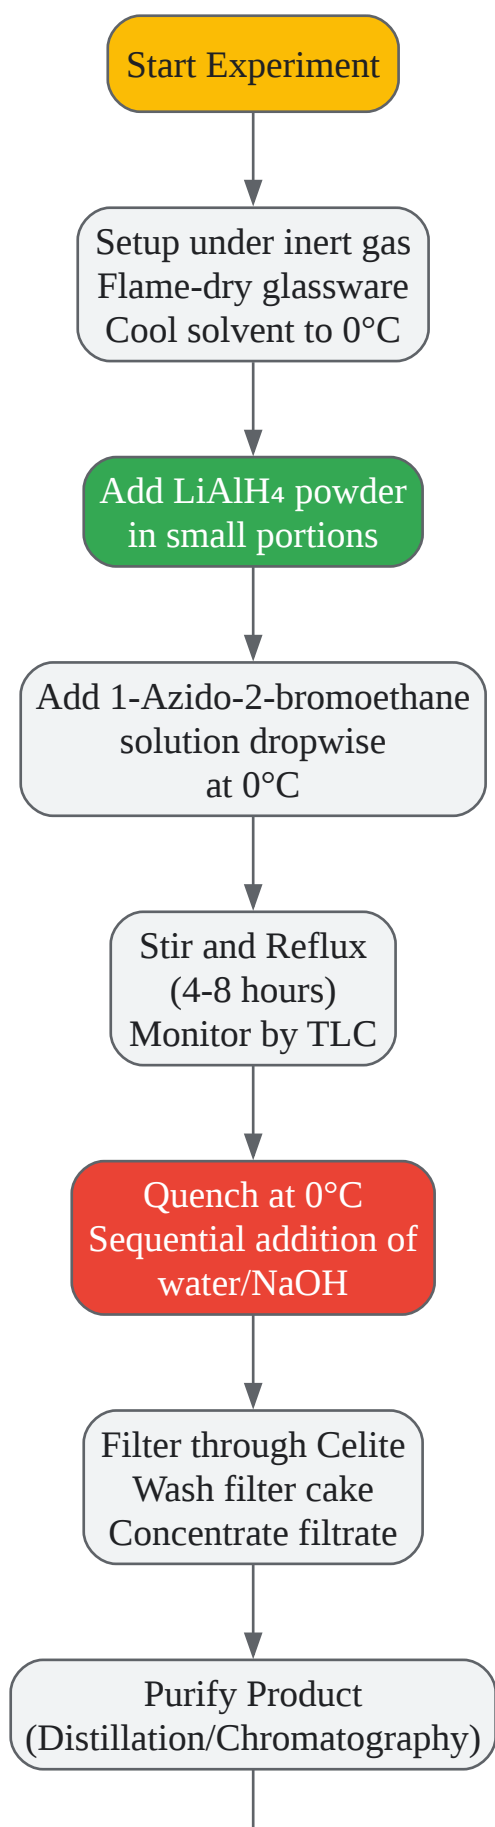 Start Experiment
Setup under inert gas
Flame-dry glassware
Cool solvent to 0°C
Add LiAlH₄ powder
in small portions
Add 1-Azido-2-bromoethane
solution dropwise
at 0°C
Stir and Reflux
(4-8 hours)
Monitor by TLC
Quench at 0°C
Sequential addition of
water/NaOH
Filter through Celite
Wash filter cake
Concentrate filtrate
Purify Product
(Distillation/Chromatography)